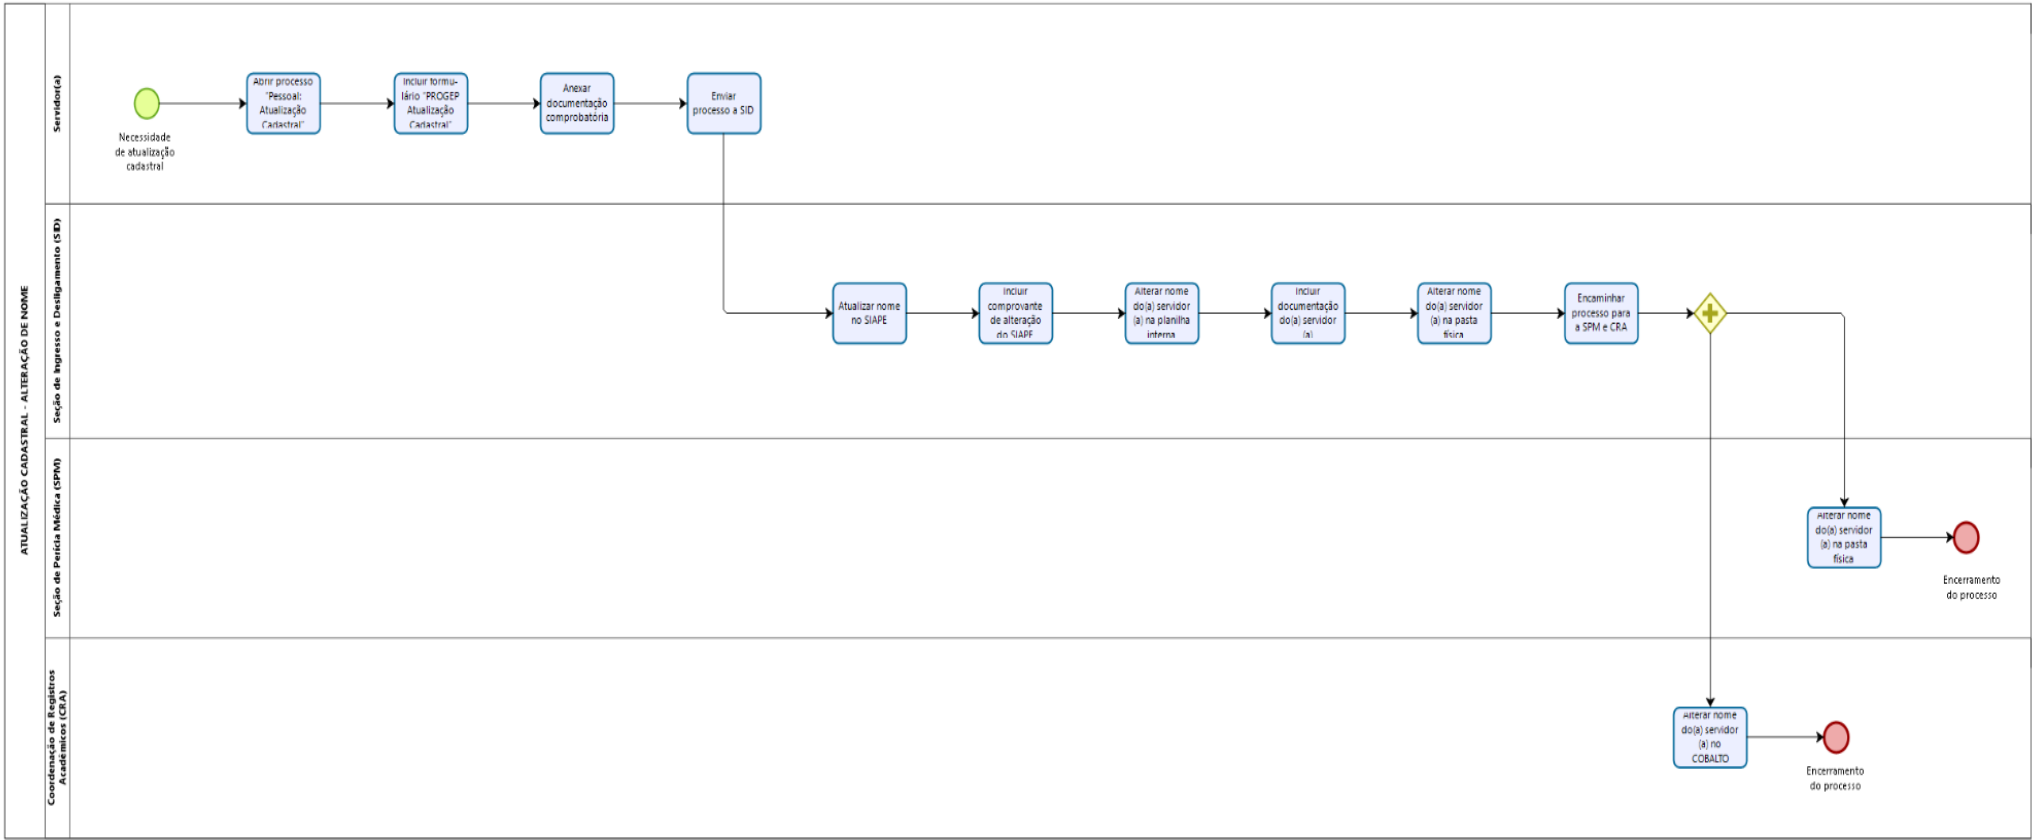 ATUALIZAÇÃO CADASTRAL - ALTERAÇÃO DE NOME
Servidor(a)
Necessidade
de atualização
cadastral
Abrir processo
"Pessoal:
Atualização
Cadastral"
Incluir formu-
lário "PROGEP
Atualização
Cadastral"
Anexar
documentação
comprobatória
Enviar
processo a SID
Seção de Ingresso e Desligamento (SID)
Atualizar nome
no SIAPE
Incluir
comprovante
de alteração
do SIAPE
Alterar nome
do(a) servidor
(a) na planilha
interna
Incluir
documentação
do(a) servidor
(a)
Alterar nome
do(a) servidor
(a) na pasta
física
Encaminhar
processo para
a SPM e CRA
Seção de Perícia Médica (SPM)
Alterar nome
do(a) servidor
(a) na pasta
física
Encerramento
do processo
Coordenação de Registros
Acadêmicos (CRA)
Alterar nome
do(a) servidor
(a) no
COBALTO
Encerramento
do processo